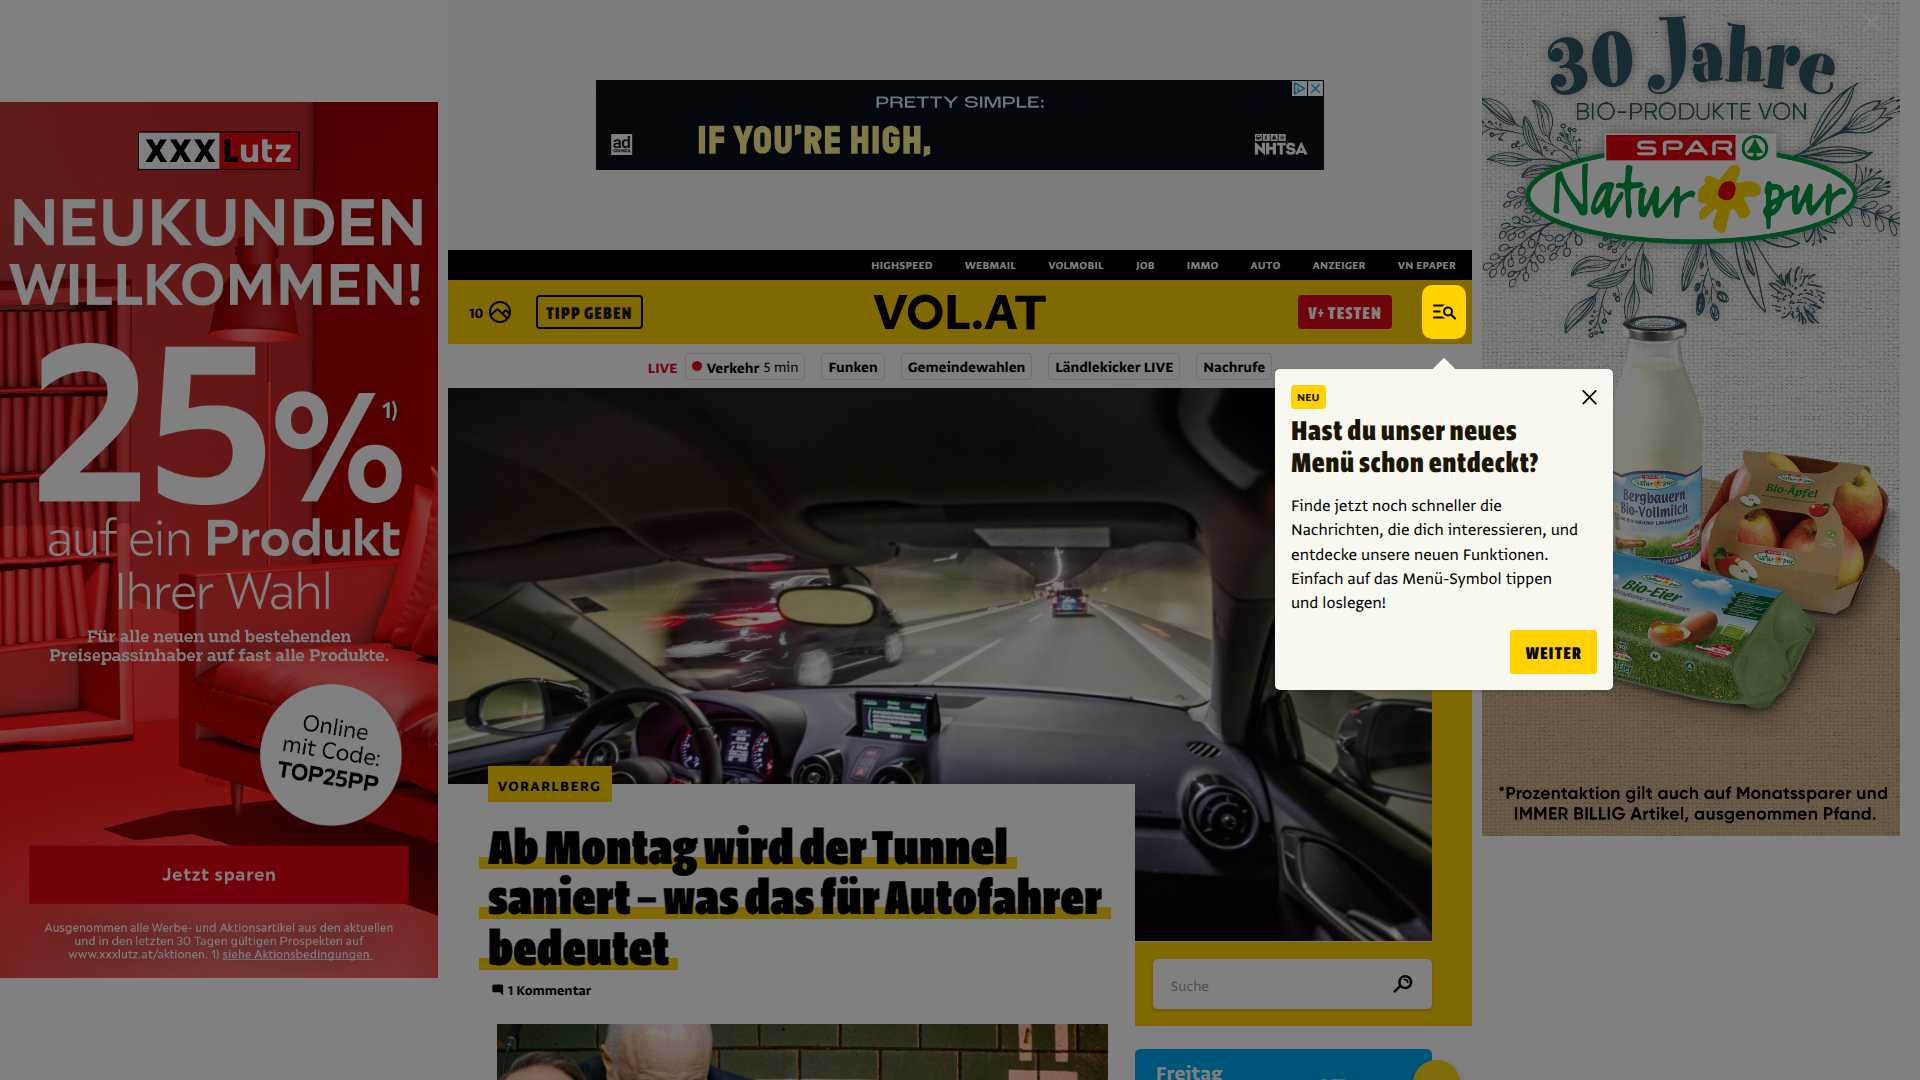 XXXLutz
NEUKUNDEN
WILLKOMMEN!
25%1)
auf ein Produkt
Ihrer Wahl
Für alle neuen und bestehenden
Preisepassinhaber auf fast alle Produkte.
Online
mit Code:
TOP25PP
Jetzt sparen
Ausgenommen alle Werbe- und Aktionsartikel aus den aktuellen
und in den letzten 30 Tagen gültigen Prospekten auf
www.xxxlutz.at/aktionen. 1) siehe Aktionsbedingungen
PRETTY SIMPLE:
IF YOU'RE HIGH,
ad
NHTSA
HIGHSPEED WEBMAIL VOLMOBIL JOB IMMO AUTO ANZEIGER VN EPAPER
10 TIPP GEBEN VOL.AT V+ TESTEN
LIVE Verkehr 5 min Funken Gemeindewahlen Ländlekicker LIVE Nachrufe
NEU
Hast du unser neues
Menü schon entdeckt?
Finde jetzt noch schneller die
Nachrichten, die dich interessieren, und
entdecke unsere neuen Funktionen.
Einfach auf das Menü-Symbol tippen
und loslegen!
WEITER
VORARLBERG
Ab Montag wird der Tunnel
saniert – was das für Autofahrer
bedeutet
1 Kommentar
Suche
Freitag
30 Jahre
BIO-PRODUKTE VON
SPAR
Natur pur
Bergbauern
Bio-Vollmilch
Bio-Äpfel
Bio-Eier
*Prozentaktion gilt auch auf Monatssparer und
IMMER BILLIG Artikel, ausgenommen Pfand.